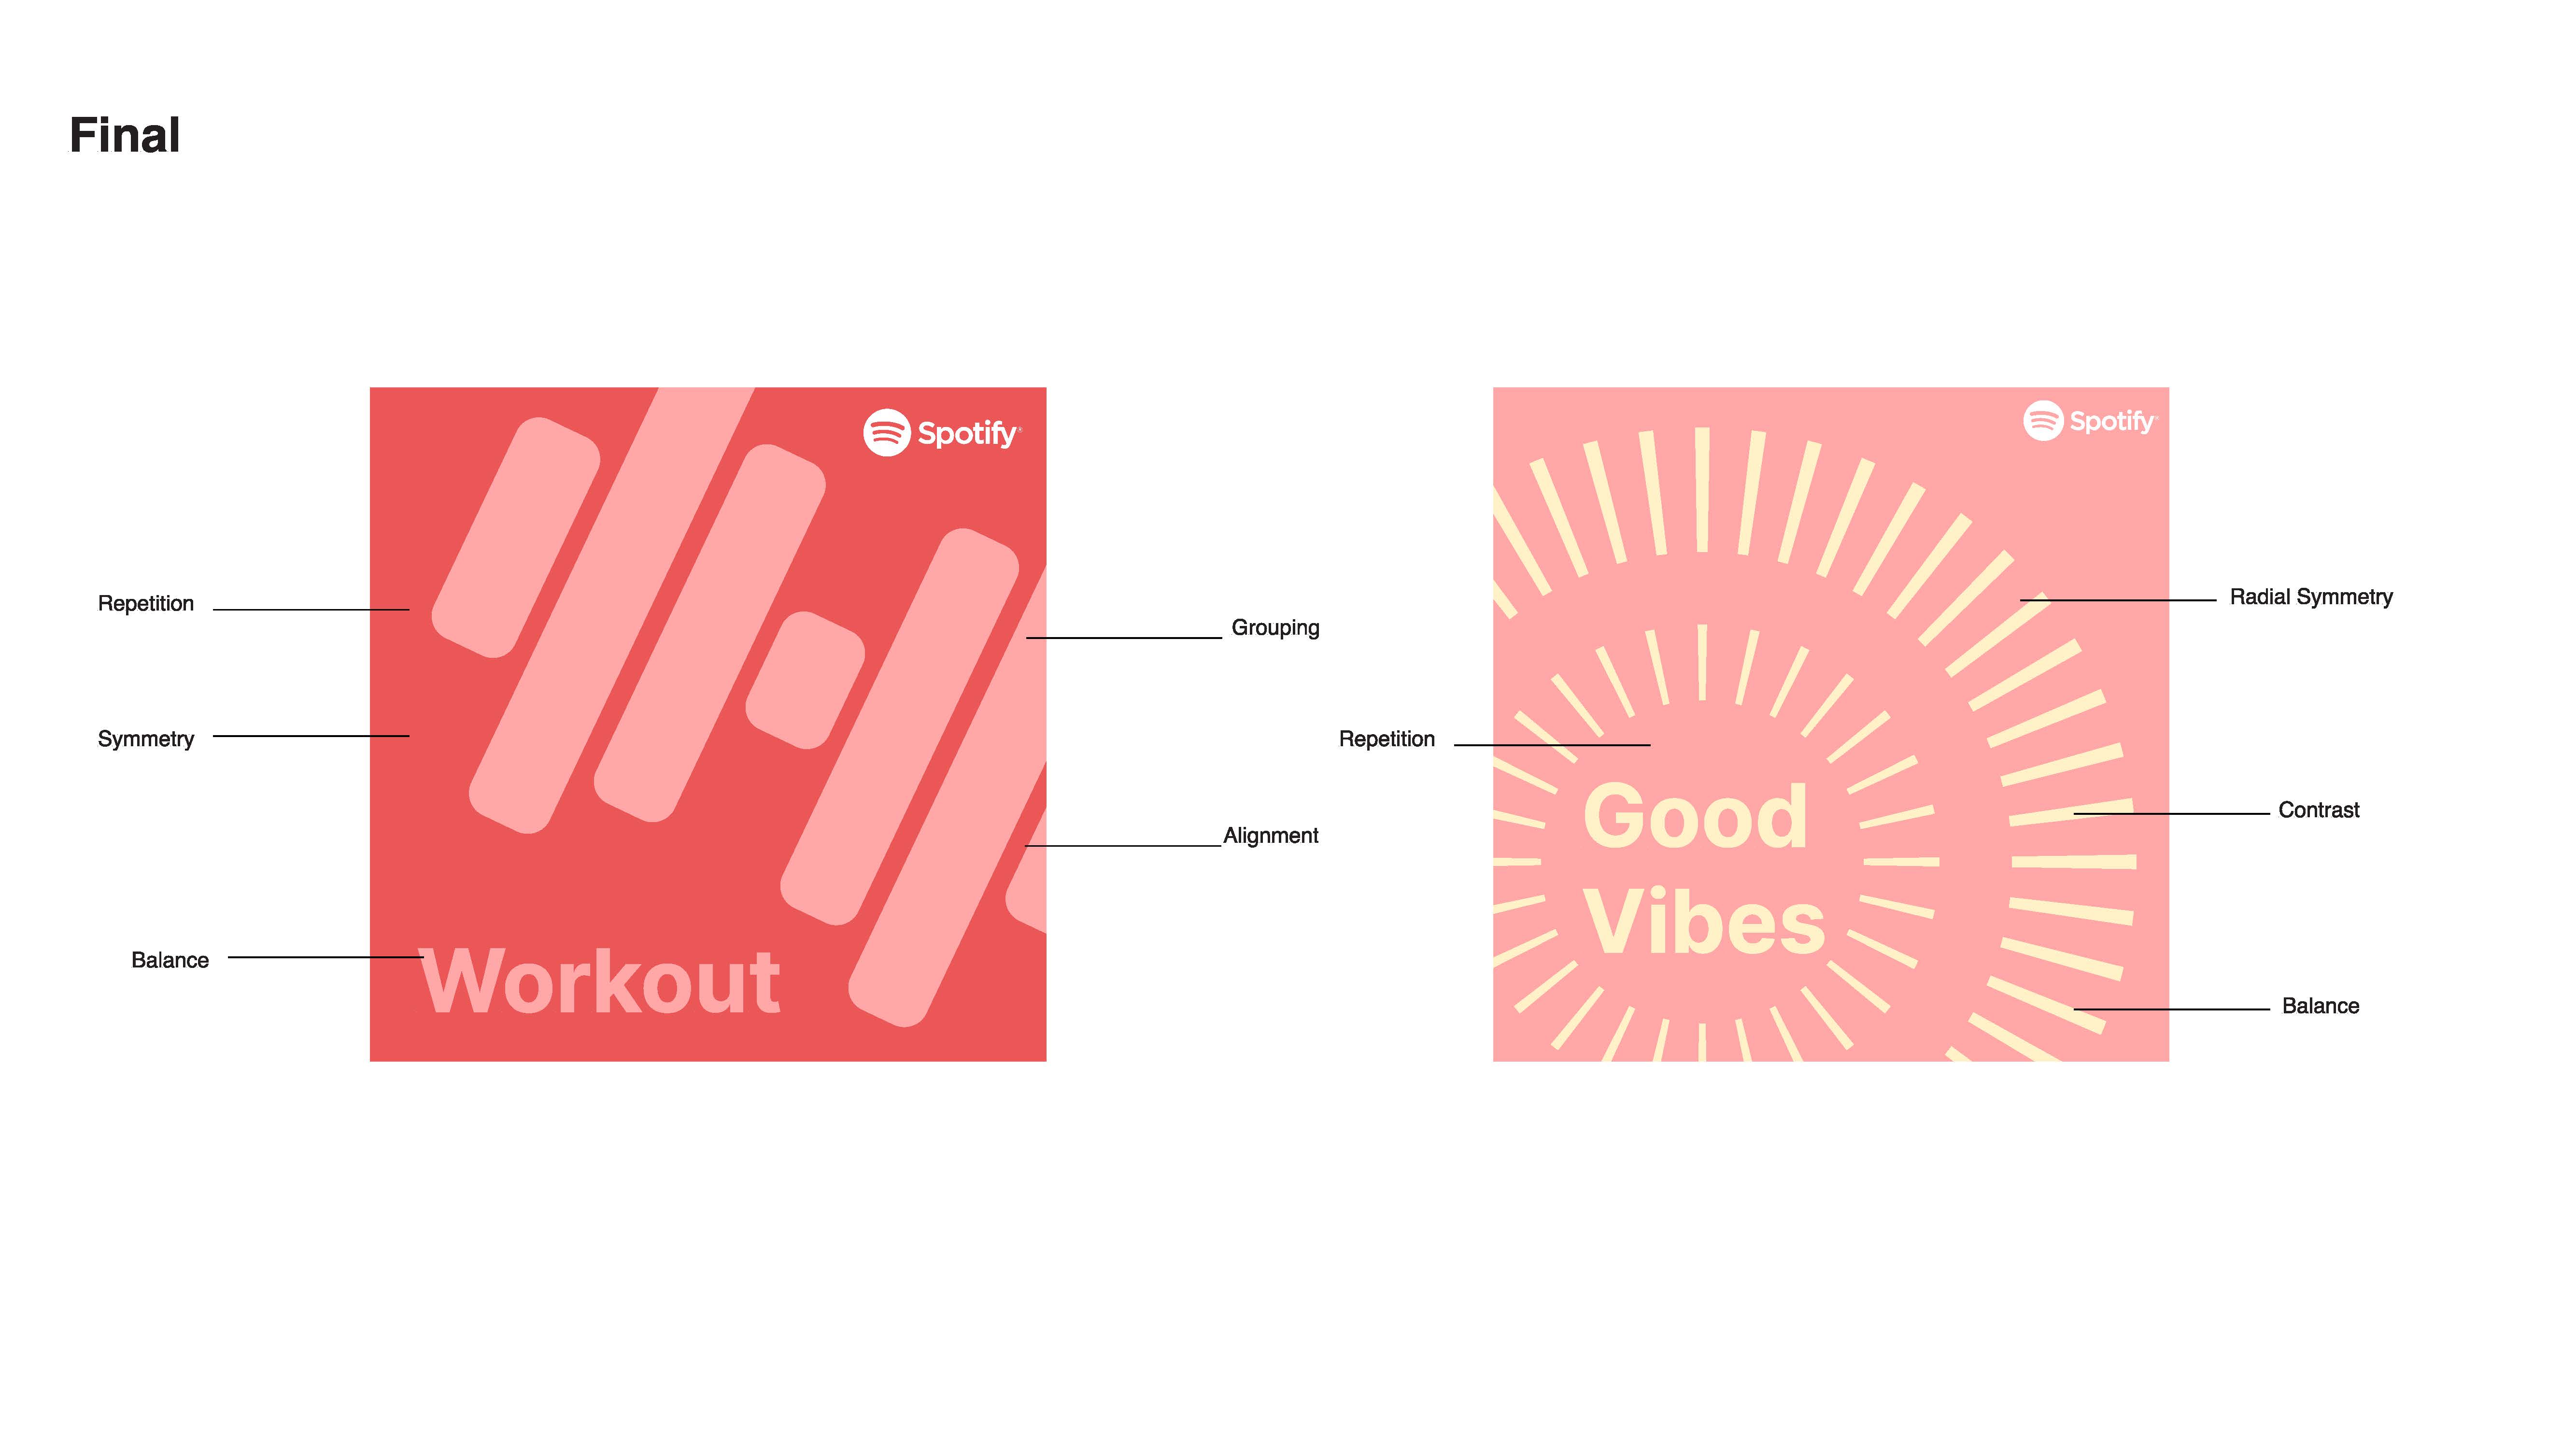 Final
Spotify
Repetition
Symmetry
Balance
Workout
Grouping
Alignment
Spotify
Repetition
Good
Vibes
Radial Symmetry
Contrast
Balance